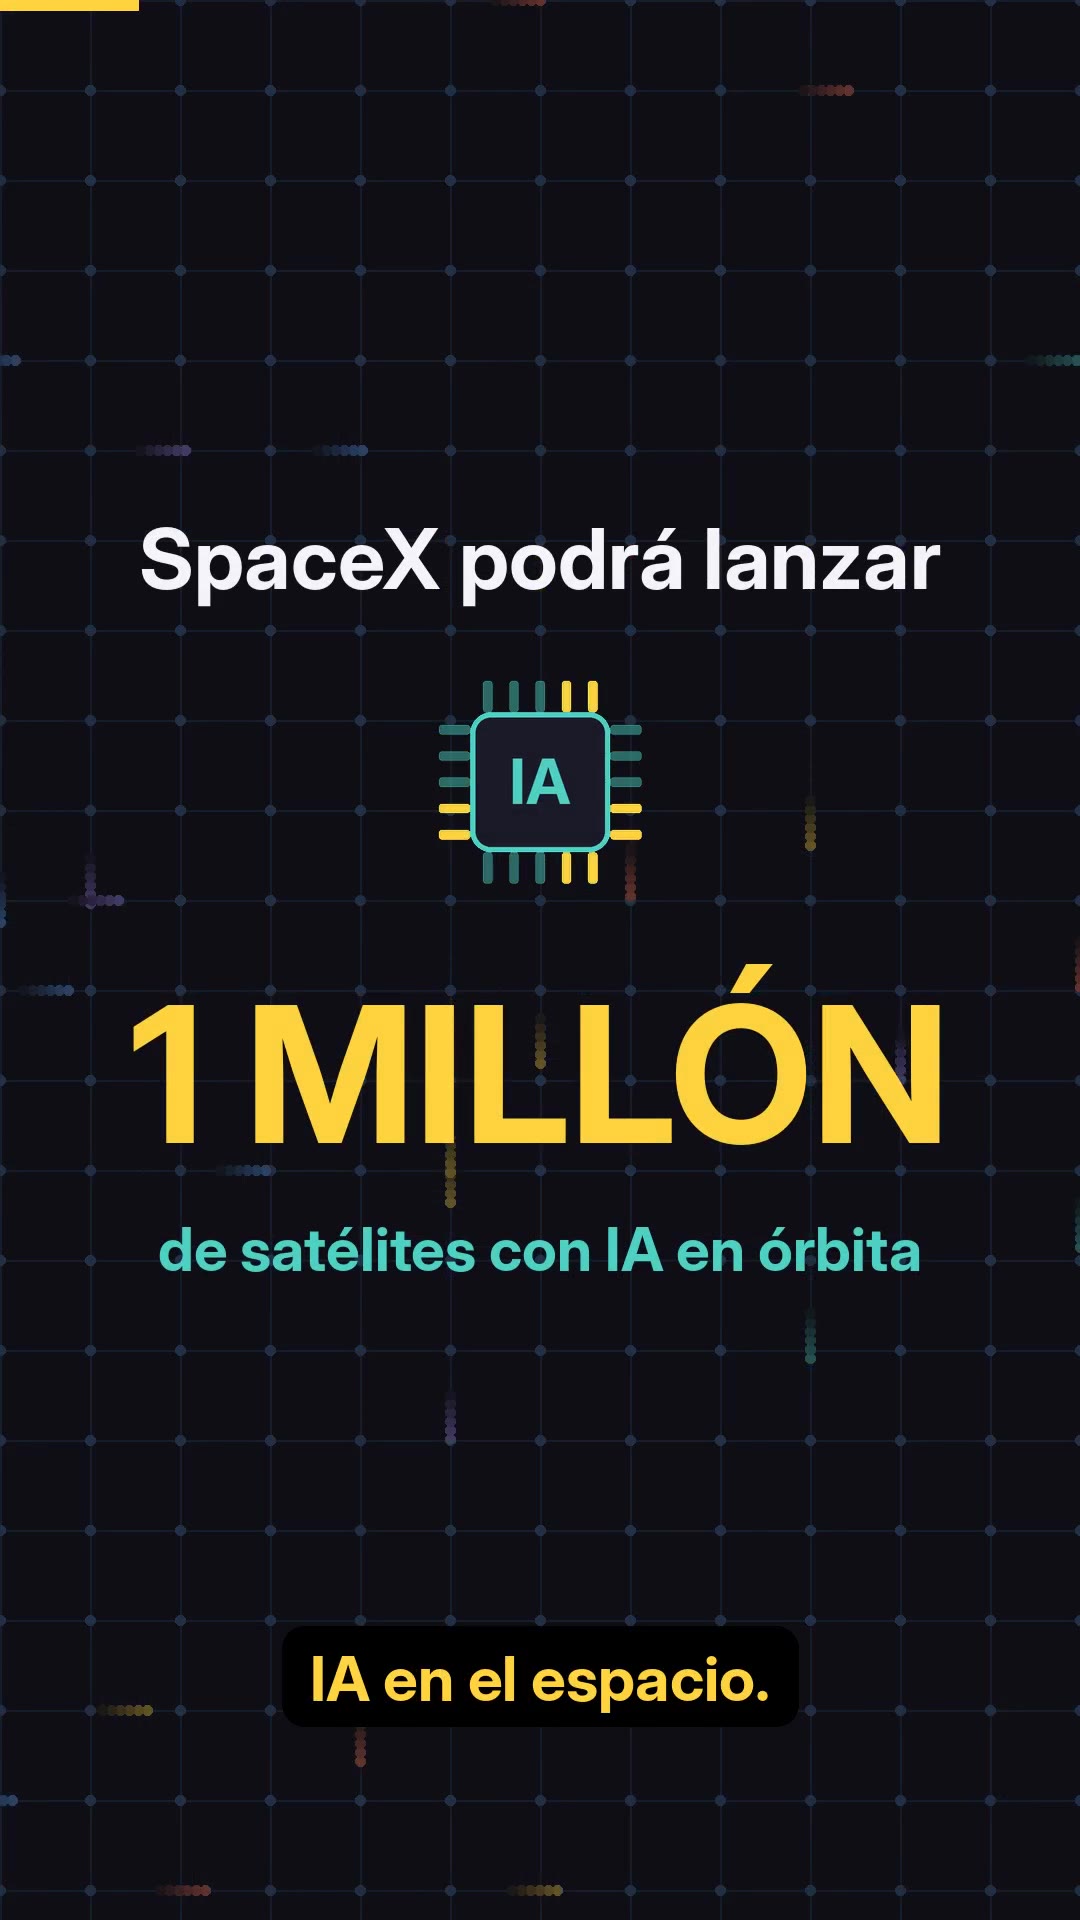 SpaceX podrá lanzar
IA
1 MILLÓN
de satélites con IA en órbita
IA en el espacio.